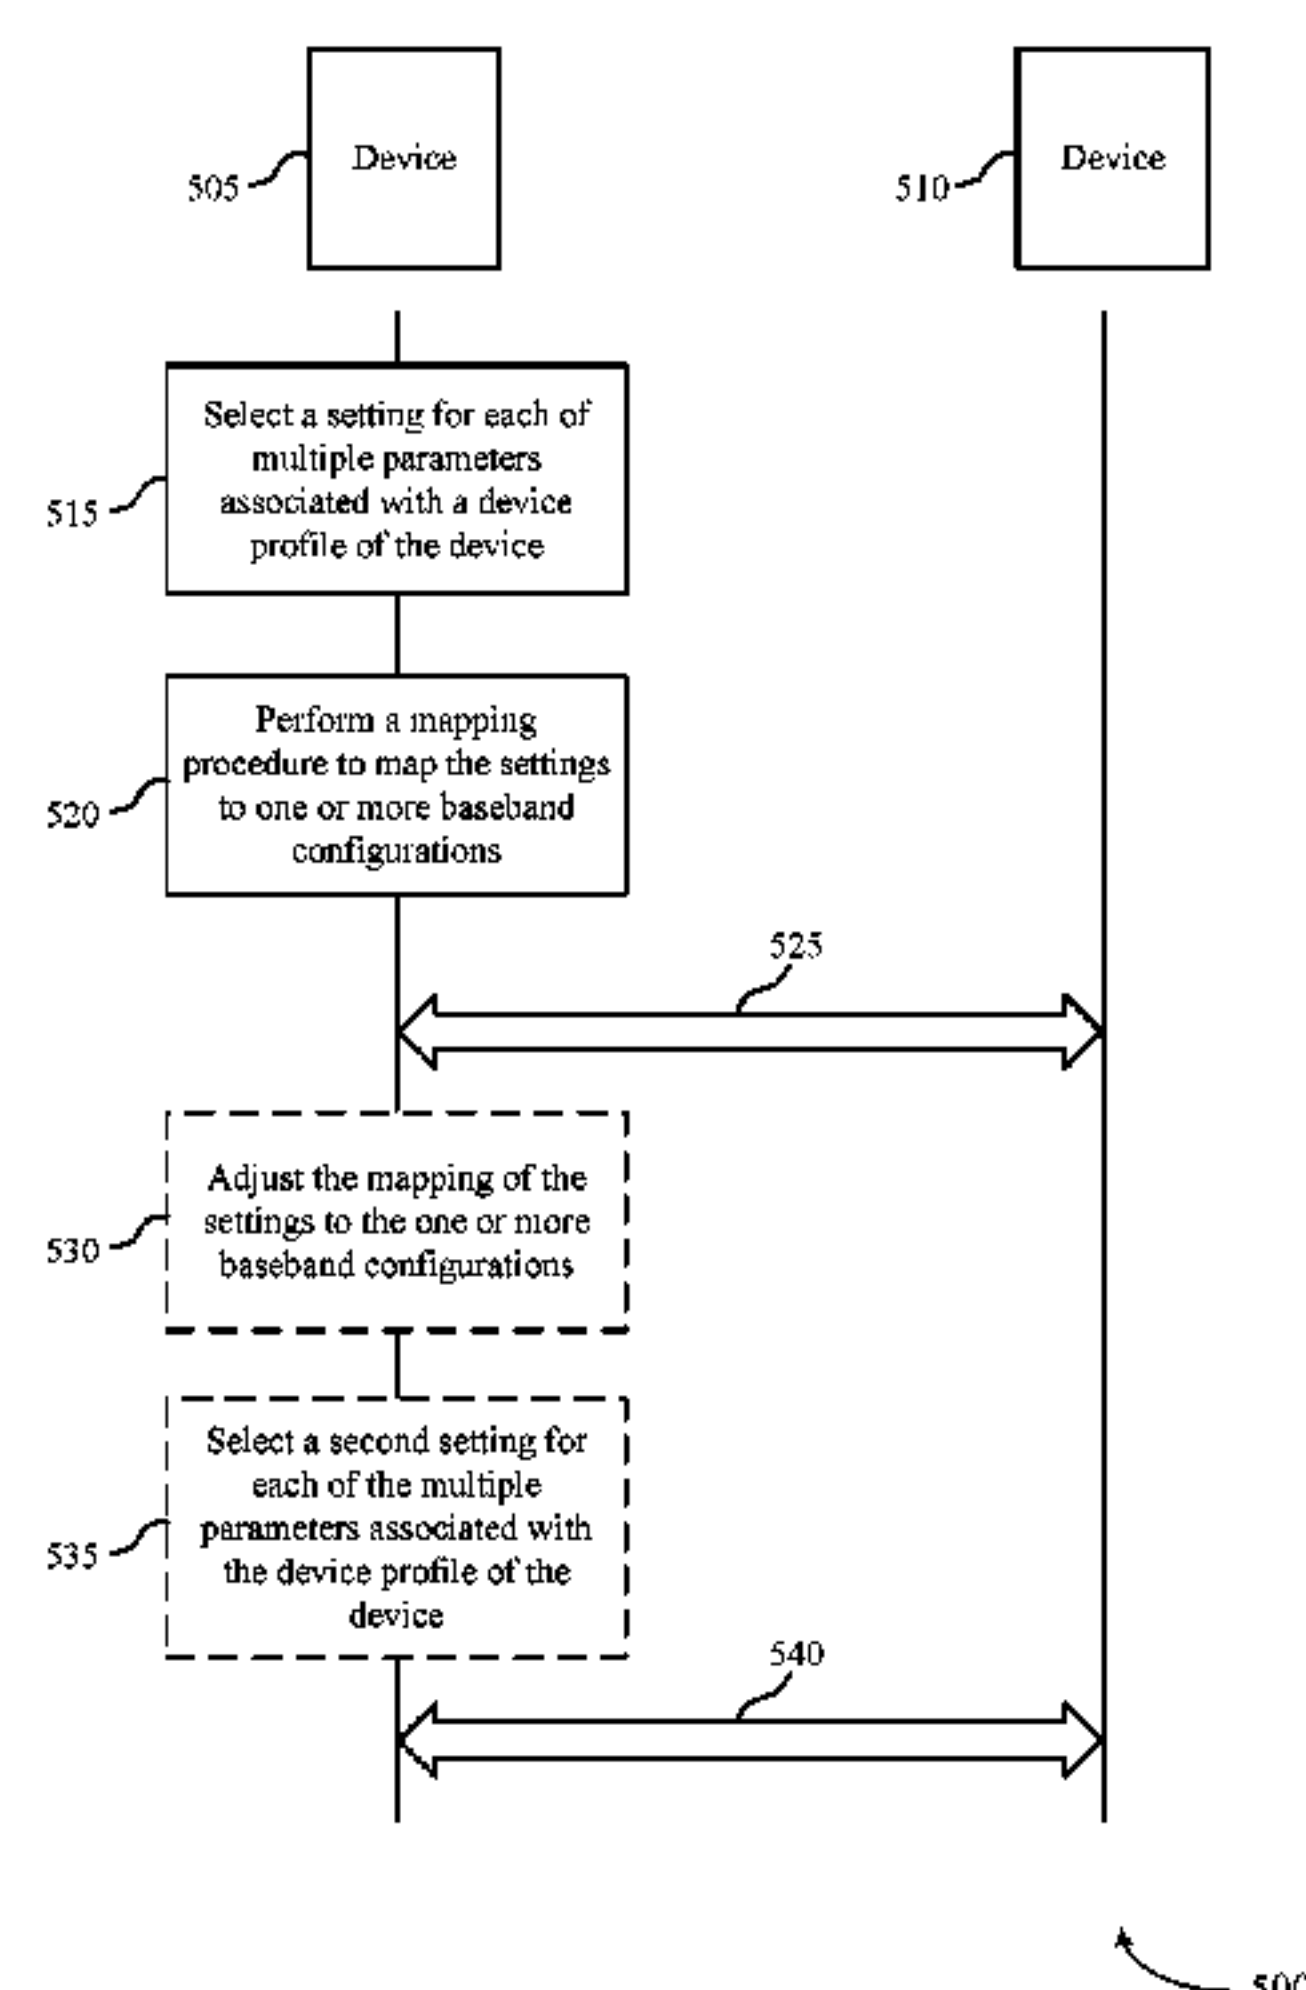 Device
505
Device
510
Select a setting for each of
multiple parameters
associated with a device
profile of the device
515
Perform a mapping
procedure to map the settings
to one or more baseband
configurations
520
525
Adjust the mapping of the
settings to the one or more
baseband configurations
530
Select a second setting for
each of the multiple
parameters associated with
the device profile of the
device
535
540
500